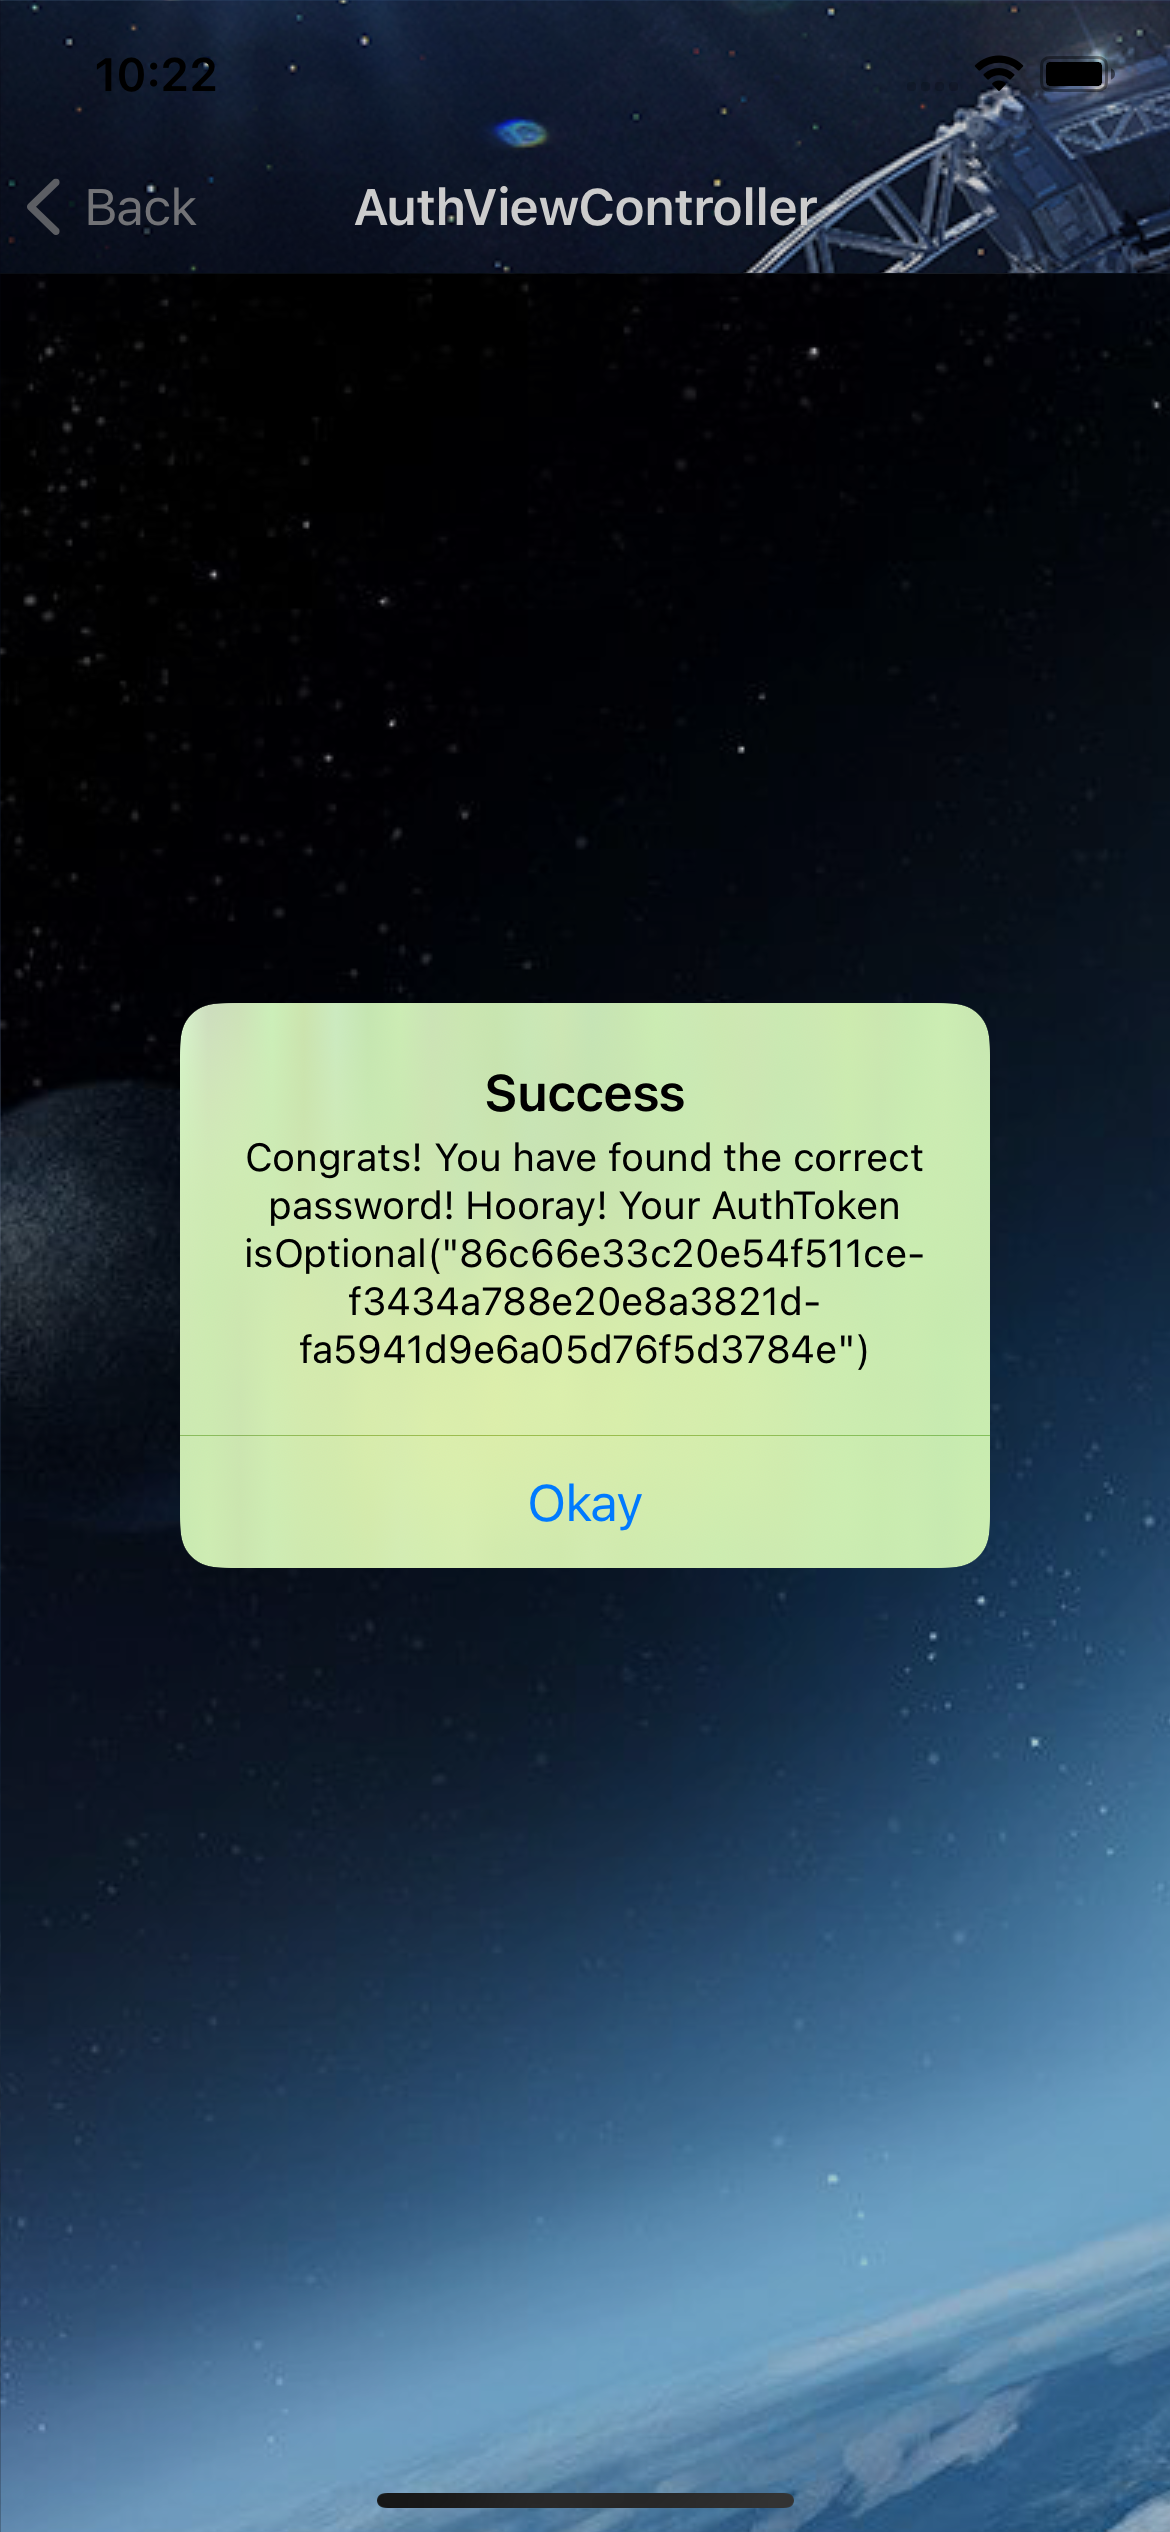 10:22
Back
AuthViewController
Success
Congrats! You have found the correct
password! Hooray! Your AuthToken
isOptional("86c66e33c20e54f511ce-
f3434a788e20e8a3821d-
fa5941d9e6a05d76f5d3784e")
Okay